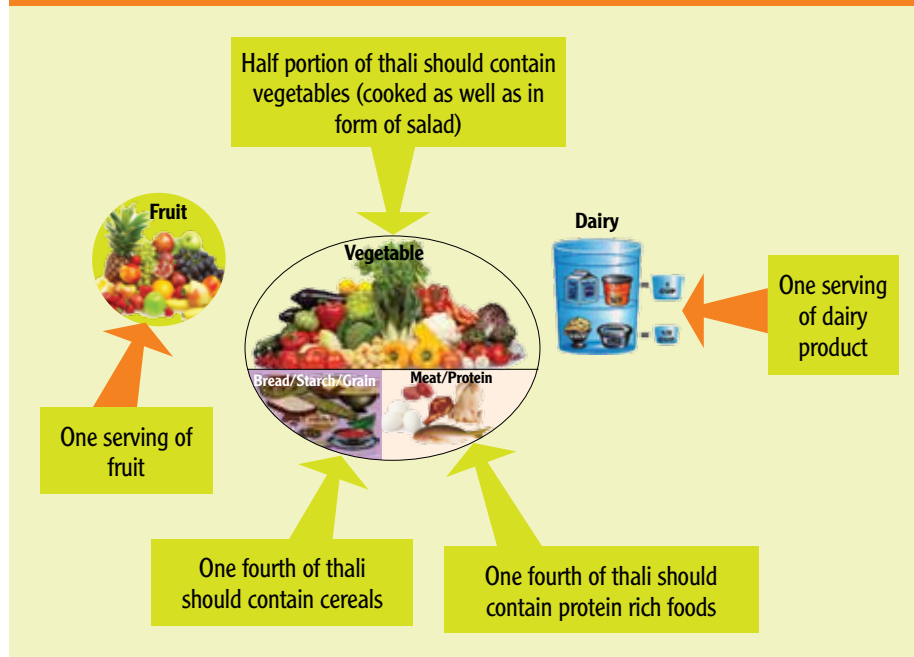 Half portion of thali should contain
vegetables (cooked as well as in
form of salad)
Fruit
Dairy
Vegetable
One serving
of dairy
product
Bread/Starch/Grain
Meat/Protein
One serving of
fruit
One fourth of thali
should contain cereals
One fourth of thali should
contain protein rich foods